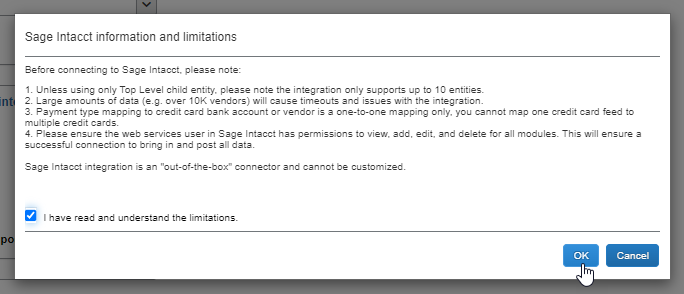 Sage Intacct information and limitations
Before connecting to Sage Intacct, please note:
1. Unless using only Top Level child entity, please note the integration only supports up to 10 entities.
2. Large amounts of data (e.g. over 10K vendors) will cause timeouts and issues with the integration.
3. Payment type mapping to credit card bank account or vendor is a one-to-one mapping only, you cannot map one credit card feed to
multiple credit cards.
4. Please ensure the web services user in Sage Intacct has permissions to view, add, edit, and delete for all modules. This will ensure a
successful connection to bring in and post all data.
Sage Intacct integration is an "out-of-the-box" connector and cannot be customized.
inte
I have read and understand the limitations.
po
OK Cancel